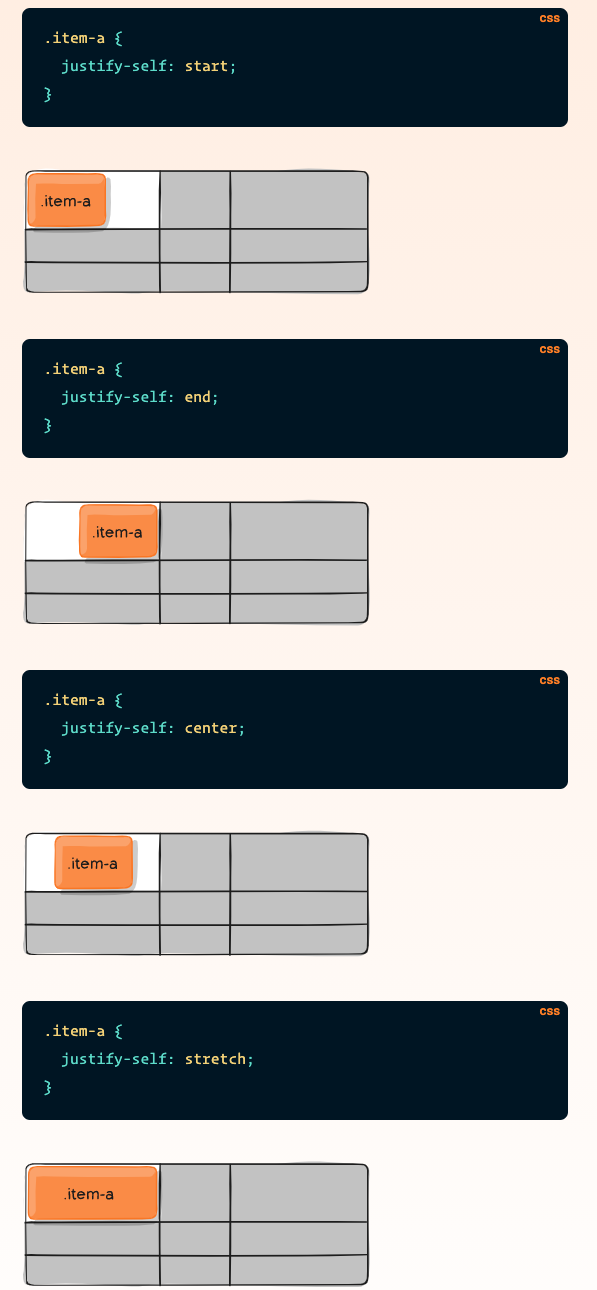 css
.item-a {
  justify-self: start;
}
.item-a
css
.item-a {
  justify-self: end;
}
.item-a
css
.item-a {
  justify-self: center;
}
.item-a
css
.item-a {
  justify-self: stretch;
}
.item-a